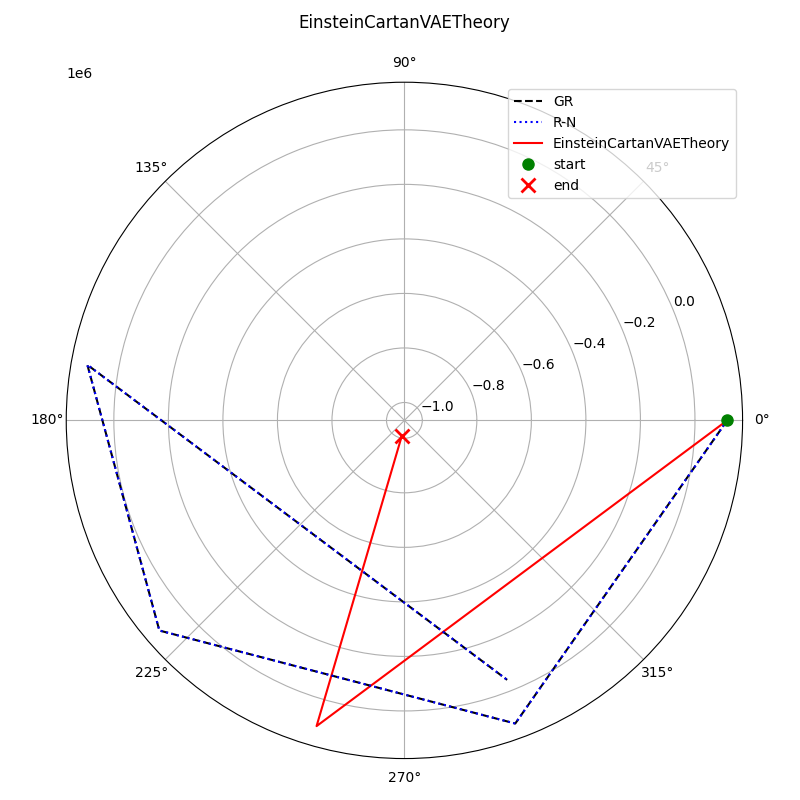 EinsteinCartanVAETheory
1e6
90°
GR
R-N
EinsteinCartanVAETheory
start
end
135°
45°
0.0
−0.2
−0.4
−0.6
−0.8
−1.0
180°
0°
225°
315°
270°